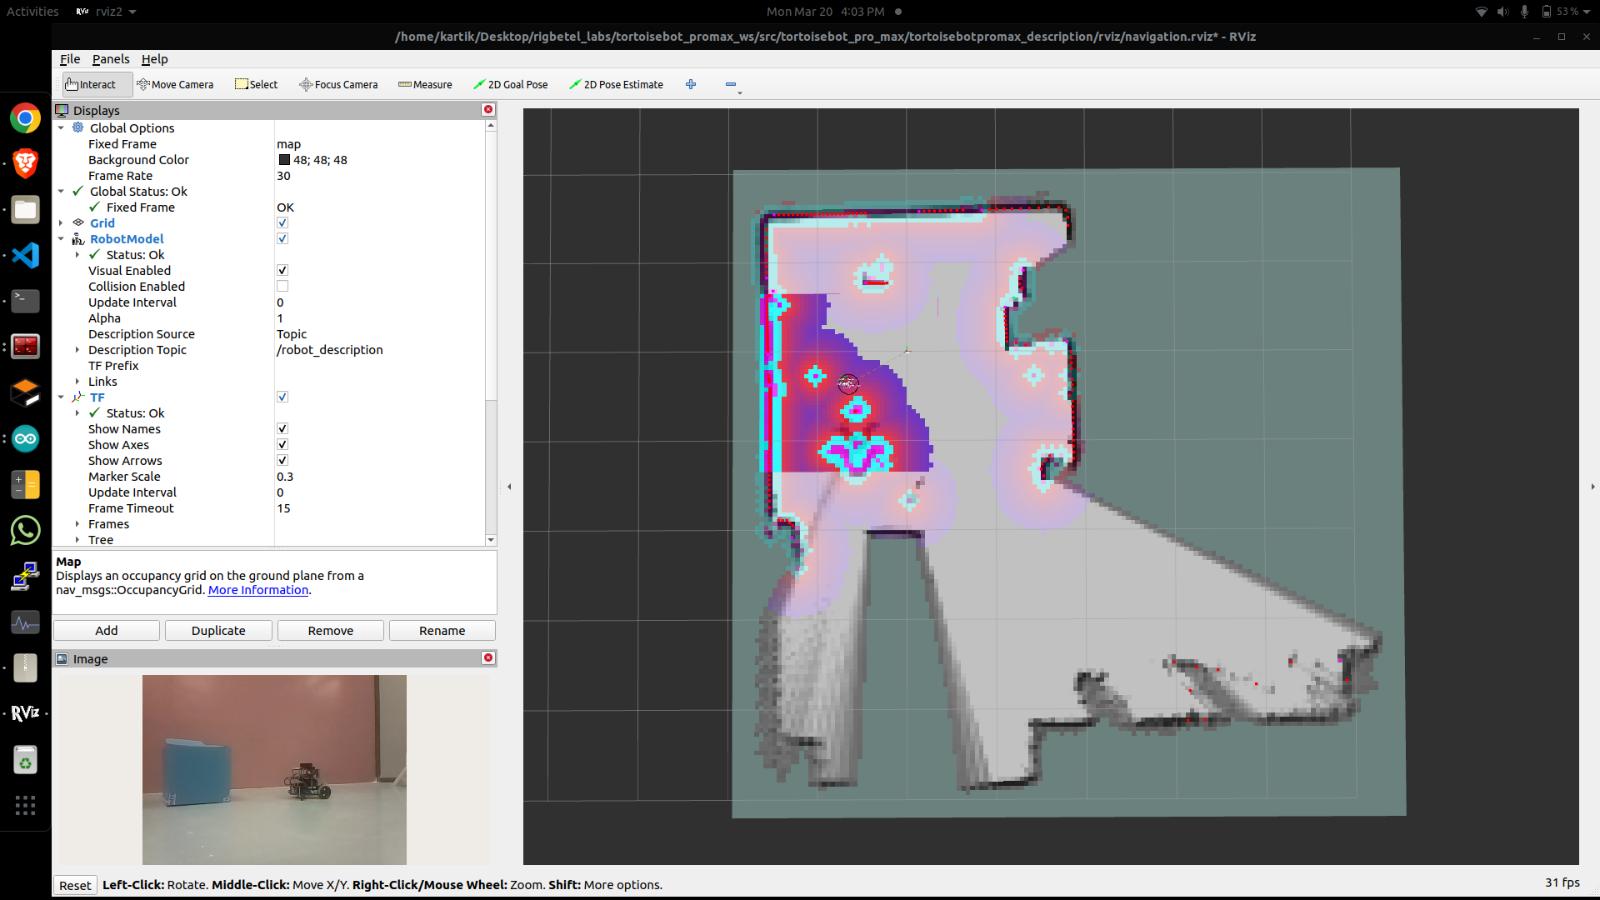 Activities
rviz2
Mon Mar 20 4:03 PM
53 %
/home/kartik/Desktop/rigbetel_labs/tortoisebot_promax_ws/src/tortoisebot_pro_max/tortoisebotpromax_description/rviz/navigation.rviz* - RViz
File Panels Help
Interact Move Camera Select Focus Camera Measure 2D Goal Pose 2D Pose Estimate
Displays
Global Options
Fixed Frame map
Background Color 48; 48; 48
Frame Rate 30
Global Status: Ok
Fixed Frame OK
Grid
RobotModel
Status: Ok
Visual Enabled
Collision Enabled
Update Interval 0
Alpha 1
Description Source Topic
Description Topic /robot_description
TF Prefix
Links
TF
Status: Ok
Show Names
Show Axes
Show Arrows
Marker Scale 0.3
Update Interval 0
Frame Timeout 15
Frames
Tree
Map
Displays an occupancy grid on the ground plane from a
nav_msgs::OccupancyGrid. More Information.
Add Duplicate Remove Rename
Image
RViz
Reset Left-Click: Rotate. Middle-Click: Move X/Y. Right-Click/Mouse Wheel: Zoom. Shift: More options.
31 fps